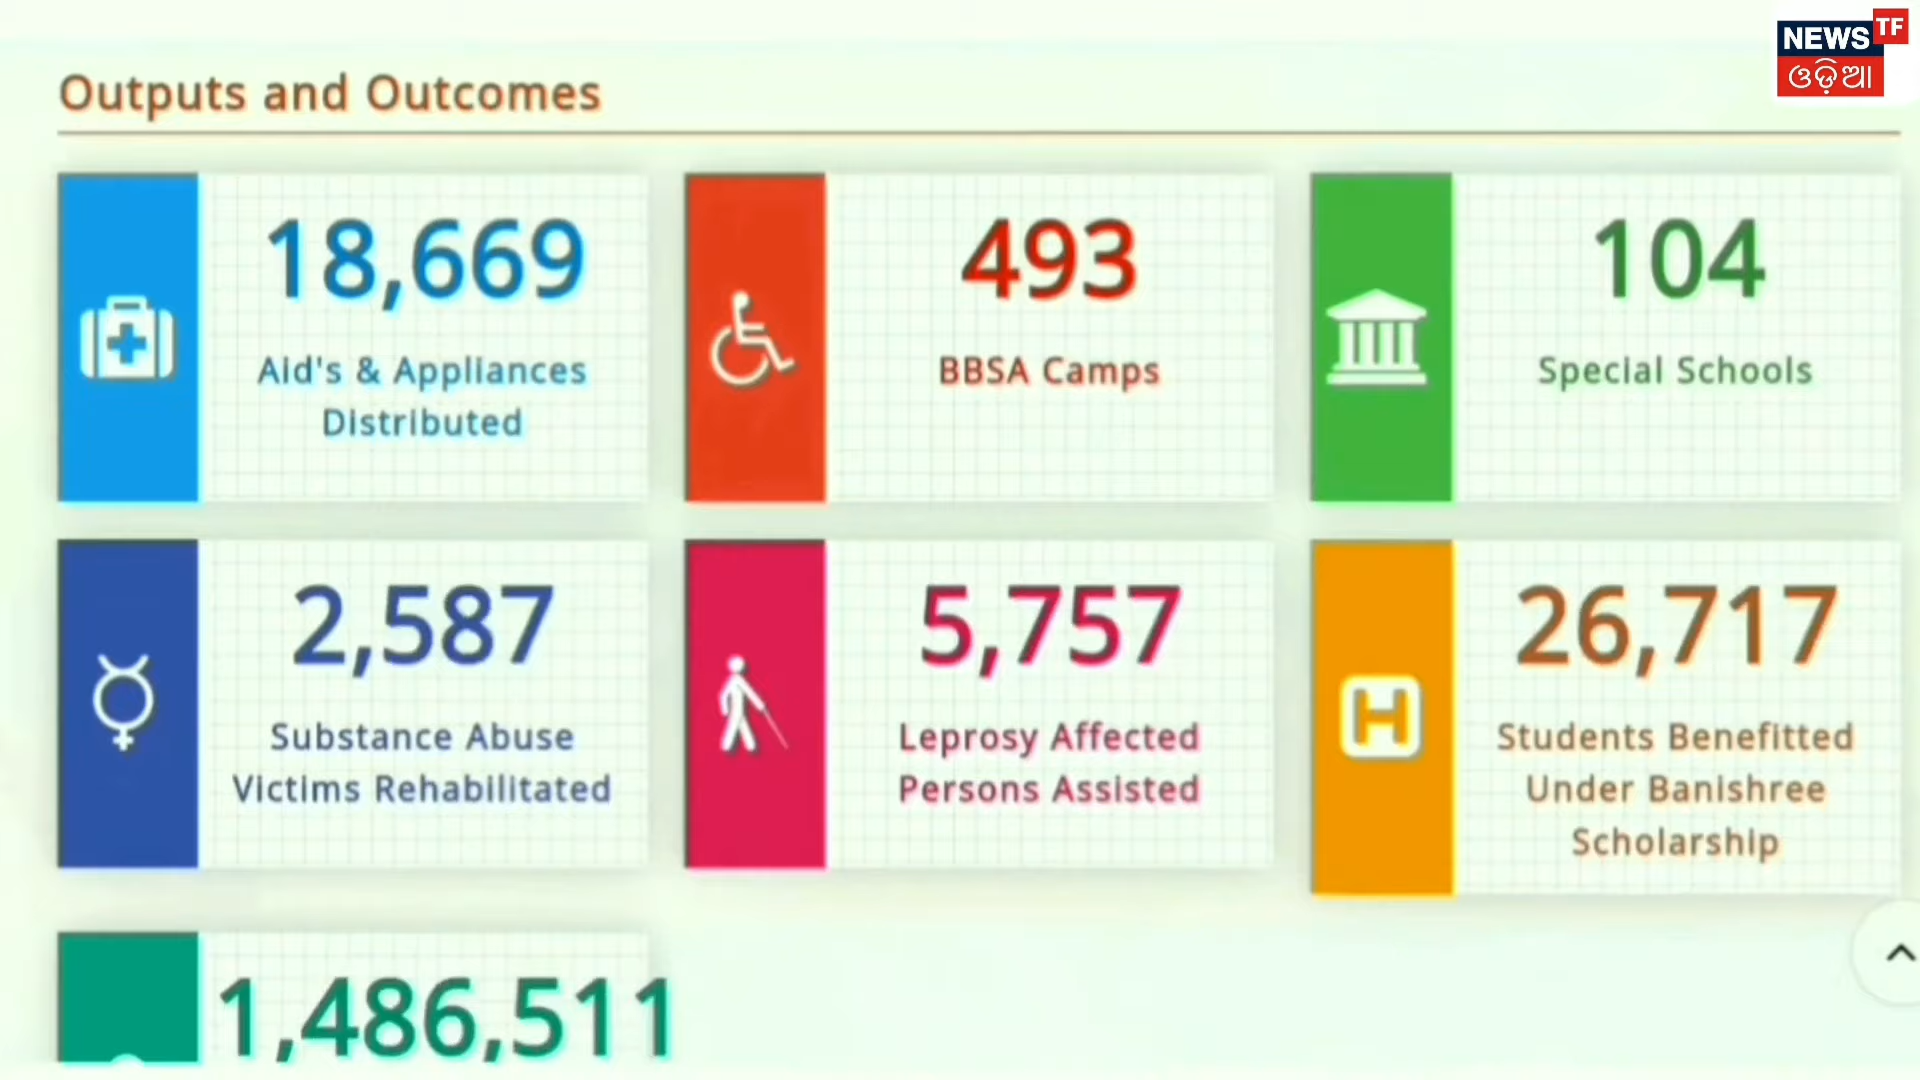 NEWS TF
ଓଡ଼ିଆ
Outputs and Outcomes
18,669
Aid's & Appliances
Distributed
493
BBSA Camps
104
Special Schools
2,587
Substance Abuse
Victims Rehabilitated
5,757
Leprosy Affected
Persons Assisted
H
26,717
Students Benefitted
Under Banishree
Scholarship
1,486,511